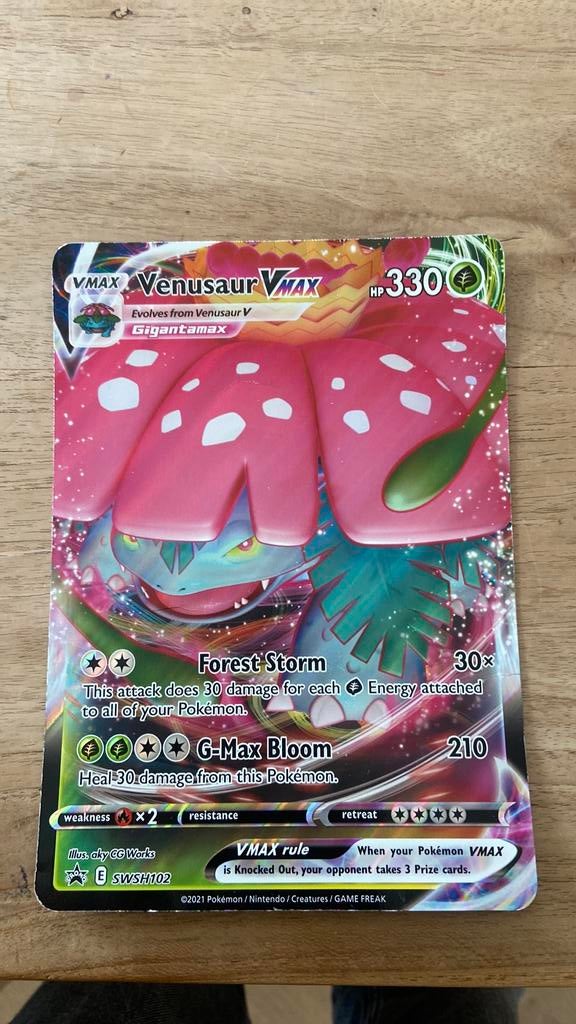 VMAX Venusaur VMAX HP 330
Evolves from Venusaur V
Gigantamax
Forest Storm 30×
This attack does 30 damage for each Energy attached
to all of your Pokémon.
G-Max Bloom 210
Heal 30 damage from this Pokémon.
weakness ×2 resistance retreat
Illus. aky CG Works
VMAX rule When your Pokémon VMAX
is Knocked Out, your opponent takes 3 Prize cards.
E SWSH102
©2021 Pokémon / Nintendo / Creatures / GAME FREAK